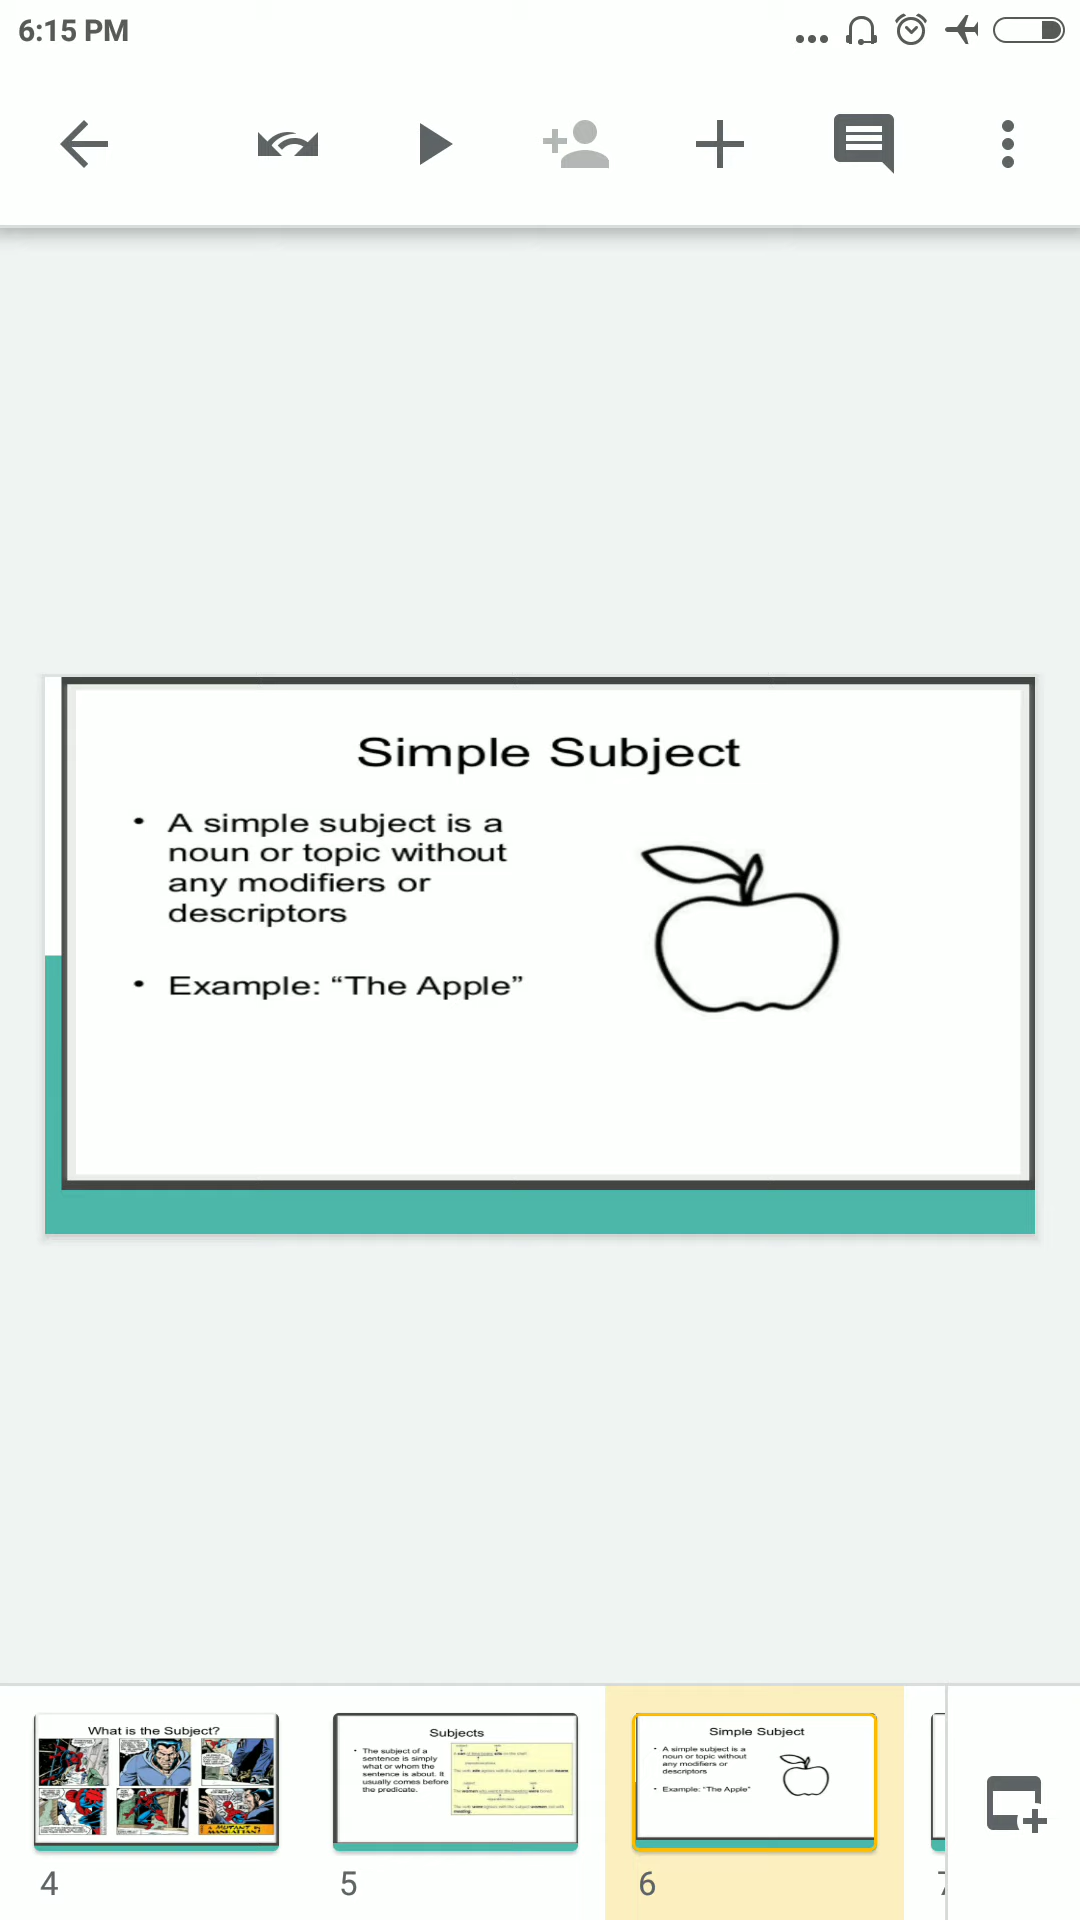 6:15 PM
Simple Subject
• A simple subject is a
noun or topic without
any modifiers or
descriptors
• Example: “The Apple”
What is the Subject?
4
Subjects
• The subject of a
sentence is simply
what or whom the
sentence is about. It
usually comes before
the predicate.
5
Simple Subject
• A simple subject is a
noun or topic without
any modifiers or
descriptors
• Example: “The Apple”
6
7